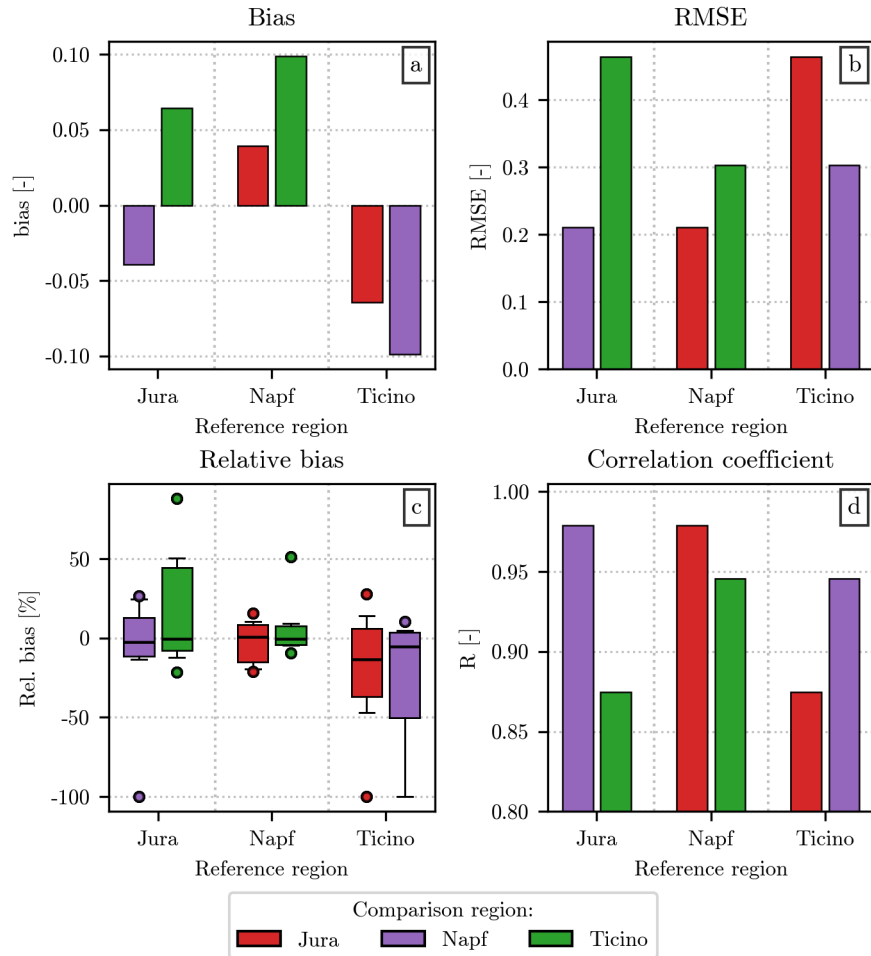 Bias
a
0.10
0.05
0.00
-0.05
-0.10
bias [-]
Jura Napf Ticino
Reference region
RMSE
b
0.4
0.3
0.2
0.1
0.0
RMSE [-]
Jura Napf Ticino
Reference region
Relative bias
c
50
0
-50
-100
Rel. bias [%]
Jura Napf Ticino
Reference region
Correlation coefficient
d
1.00
0.95
0.90
0.85
0.80
R [-]
Jura Napf Ticino
Reference region
Comparison region:
Jura Napf Ticino